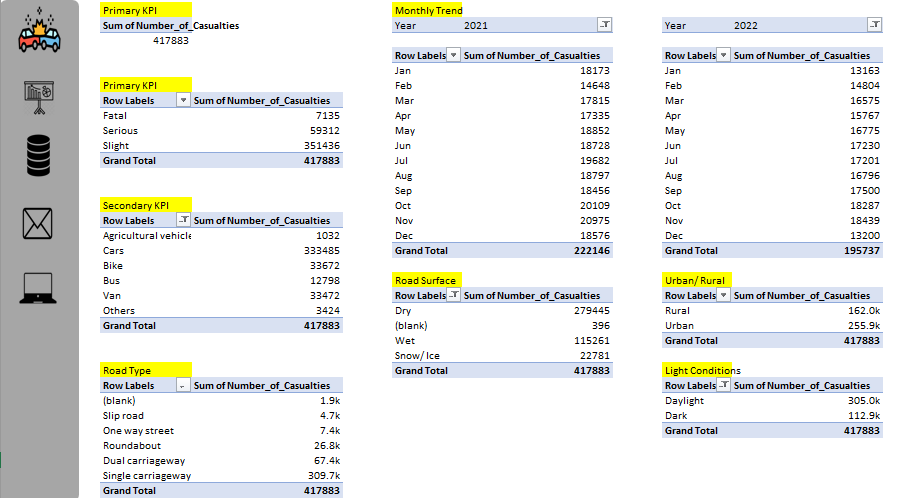 Primary KPI
Sum of Number_of_Casualties
417883
Primary KPI
Row Labels Sum of Number_of_Casualties
Fatal 7135
Serious 59312
Slight 351436
Grand Total 417883
Secondary KPI
Row Labels Sum of Number_of_Casualties
Agricultural vehicle 1032
Cars 333485
Bike 33672
Bus 12798
Van 33472
Others 3424
Grand Total 417883
Road Type
Row Labels Sum of Number_of_Casualties
(blank) 1.9k
Slip road 4.7k
One way street 7.4k
Roundabout 26.8k
Dual carriageway 67.4k
Single carriageway 309.7k
Grand Total 417883
Monthly Trend
Year 2021
Row Labels Sum of Number_of_Casualties
Jan 18173
Feb 14648
Mar 17815
Apr 17335
May 18852
Jun 18728
Jul 19682
Aug 18797
Sep 18456
Oct 20109
Nov 20975
Dec 18576
Grand Total 222146
Road Surface
Row Labels Sum of Number_of_Casualties
Dry 279445
(blank) 396
Wet 115261
Snow/Ice 22781
Grand Total 417883
Year 2022
Row Labels Sum of Number_of_Casualties
Jan 13163
Feb 14804
Mar 16575
Apr 15767
May 16775
Jun 17230
Jul 17201
Aug 16796
Sep 17500
Oct 18287
Nov 18439
Dec 13200
Grand Total 195737
Urban/ Rural
Row Labels Sum of Number_of_Casualties
Rural 162.0k
Urban 255.9k
Grand Total 417883
Light Conditions
Row Labels Sum of Number_of_Casualties
Daylight 305.0k
Dark 112.9k
Grand Total 417883